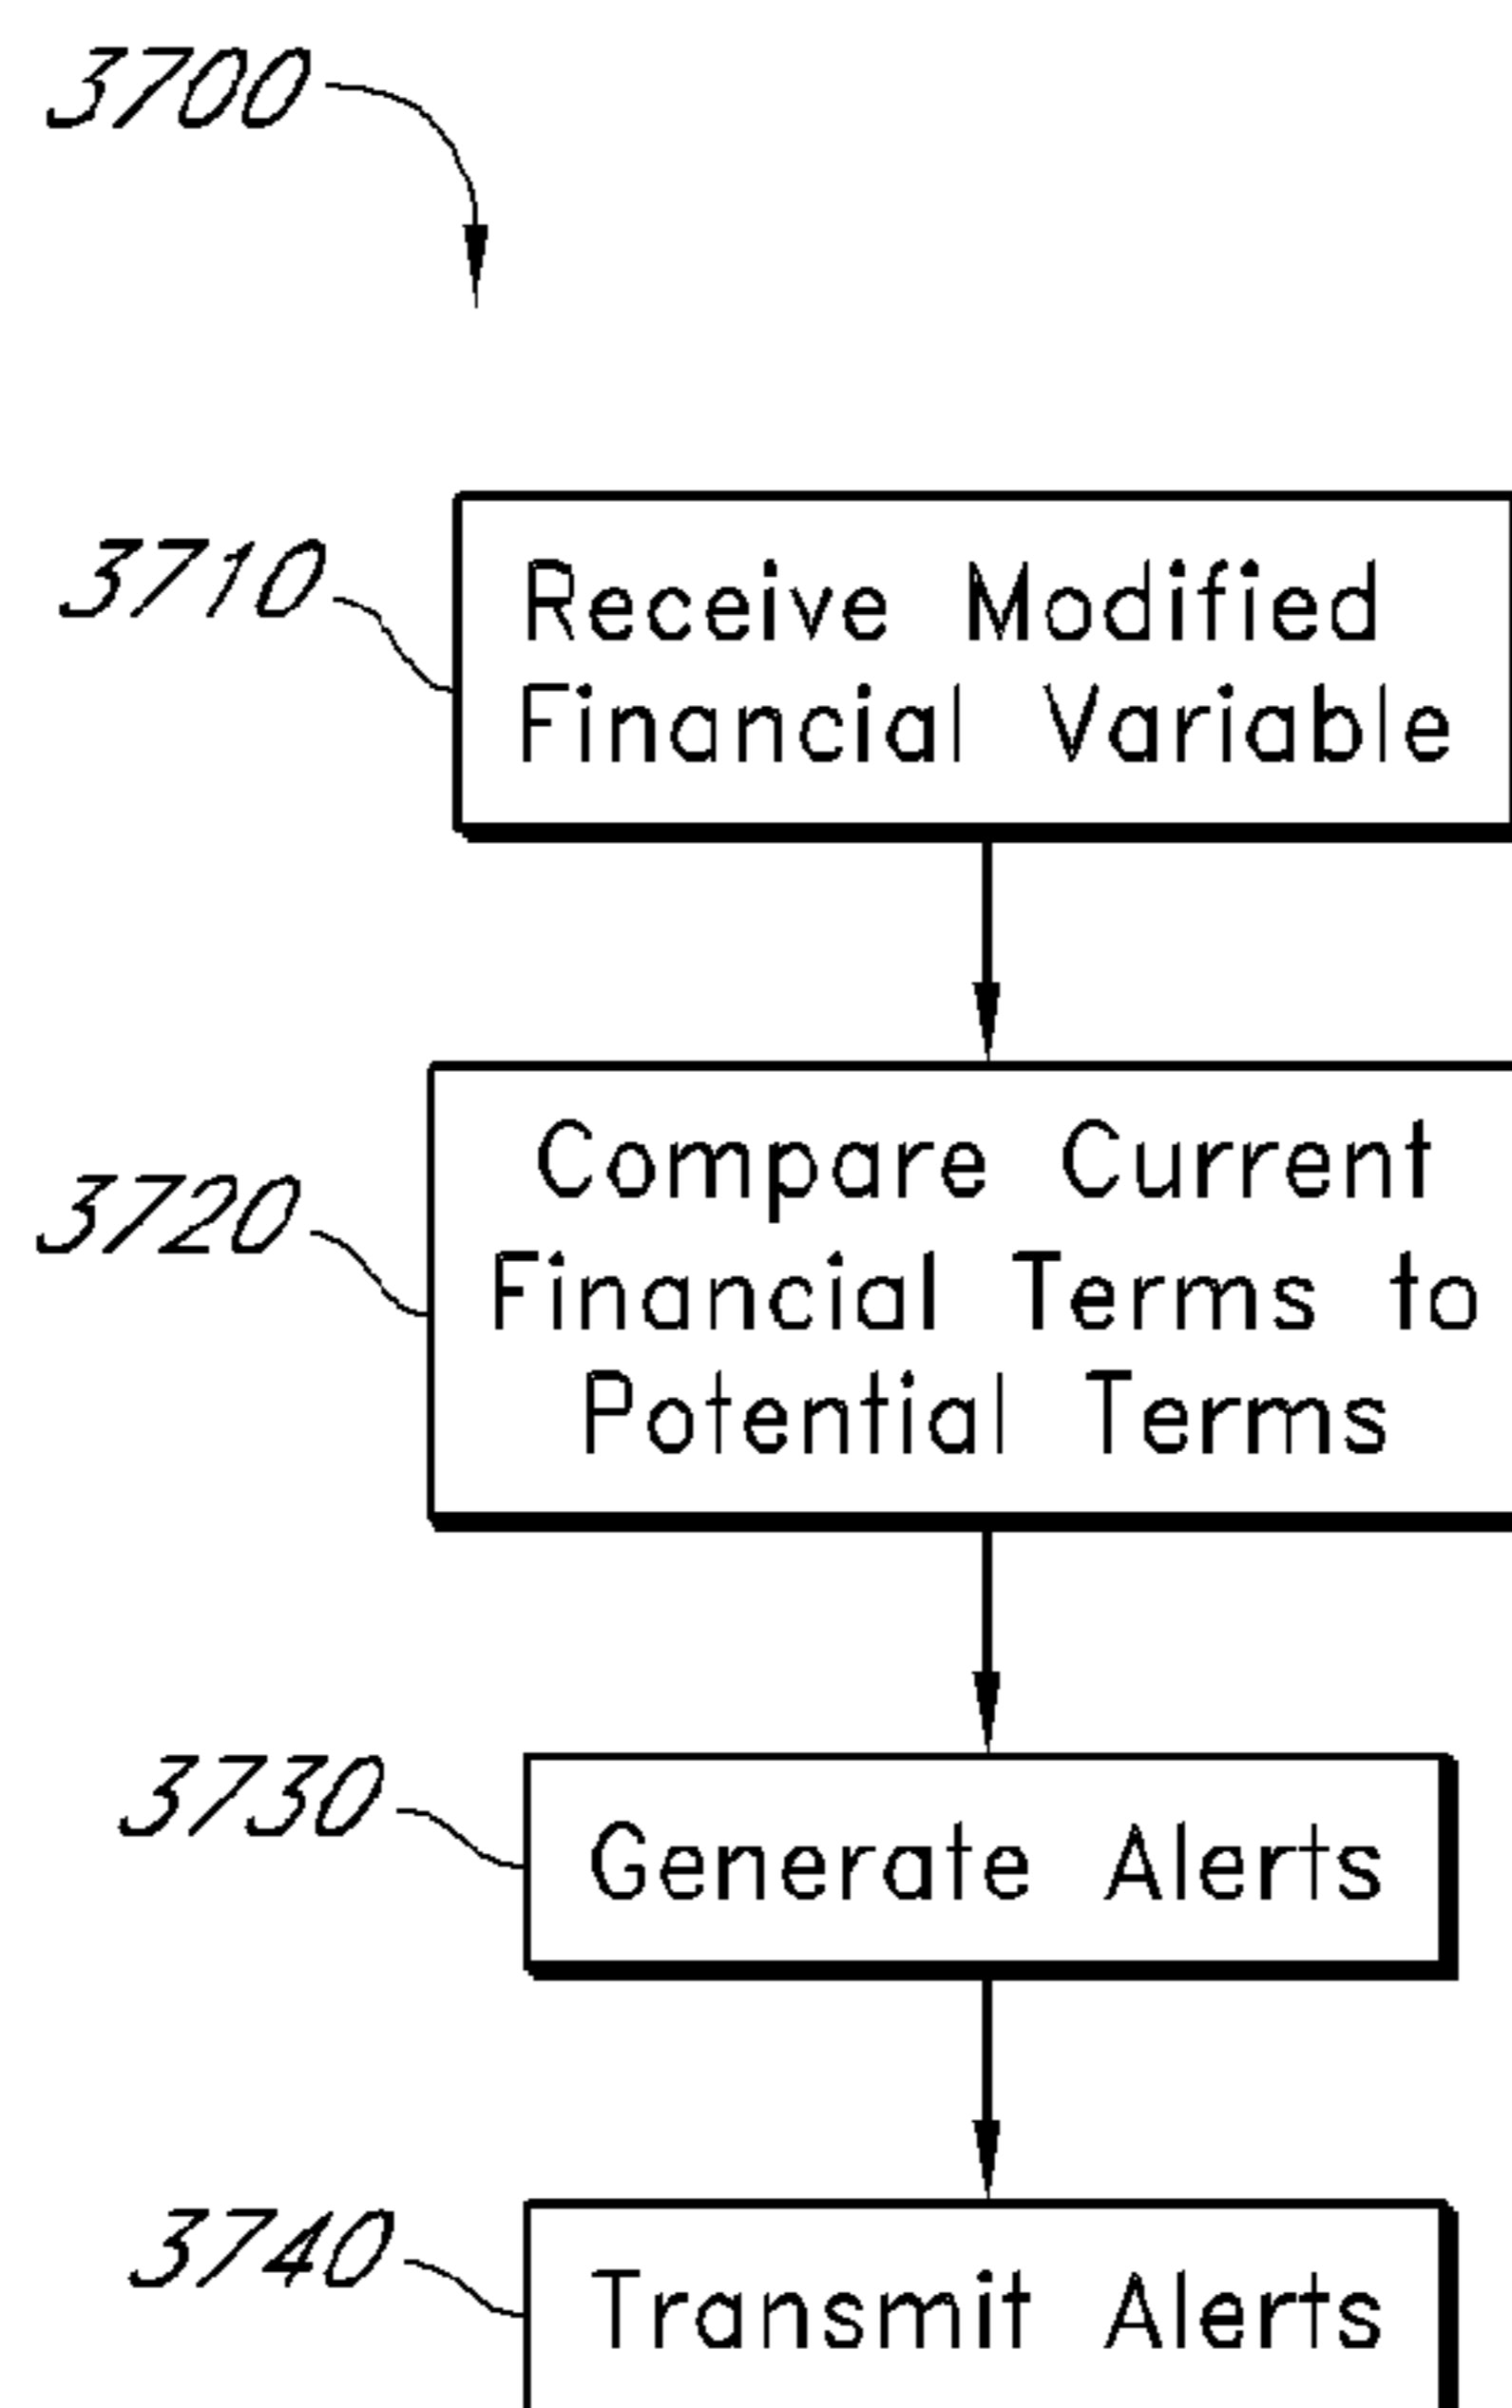 3700
3710
Receive Modified
Financial Variable
3720
Compare Current
Financial Terms to
Potential Terms
3730
Generate Alerts
3740
Transmit Alerts